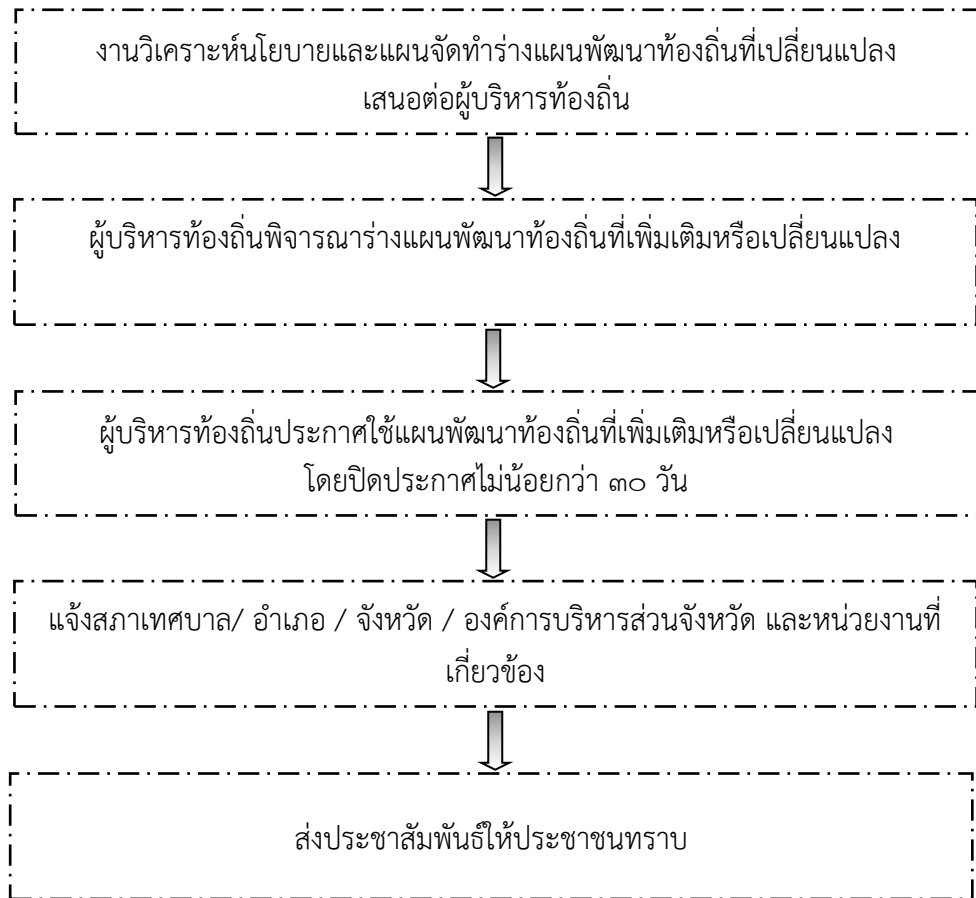 งานวิเคราะห์นโยบายและแผนจัดทำร่างแผนพัฒนาท้องถิ่นที่เปลี่ยนแปลง
เสนอต่อผู้บริหารท้องถิ่น
ผู้บริหารท้องถิ่นพิจารณาร่างแผนพัฒนาท้องถิ่นที่เพิ่มเติมหรือเปลี่ยนแปลง
ผู้บริหารท้องถิ่นประกาศใช้แผนพัฒนาท้องถิ่นที่เพิ่มเติมหรือเปลี่ยนแปลง
โดยปิดประกาศไม่น้อยกว่า ๓๐ วัน
แจ้งสภาเทศบาล/ อำเภอ / จังหวัด / องค์การบริหารส่วนจังหวัด และหน่วยงานที่
เกี่ยวข้อง
ส่งประชาสัมพันธ์ให้ประชาชนทราบ